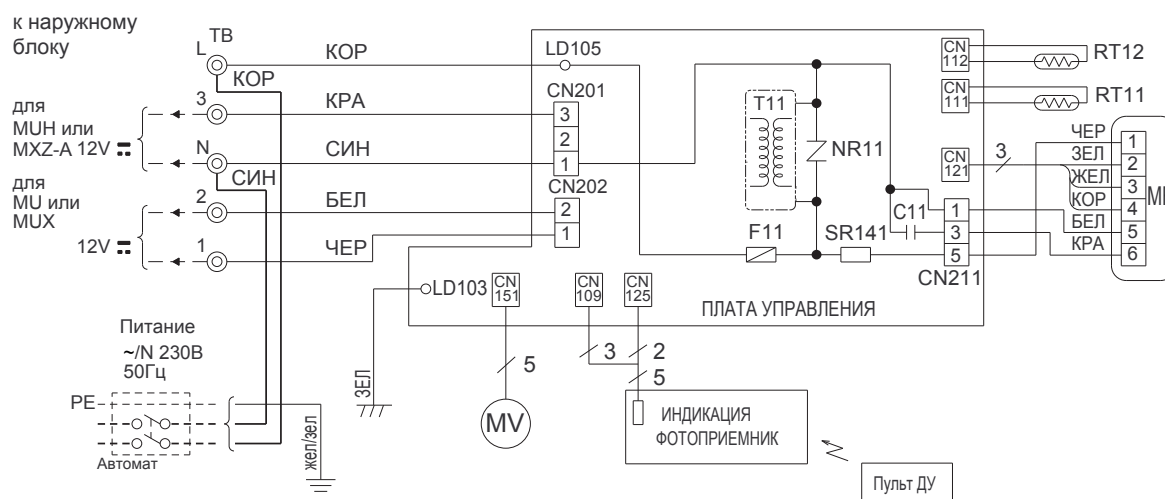 к наружному
блоку
TB
L
КОР
КОР
LD105
CN
112
RT12
CN201
T11
CN
111
RT11
для
MUH или
MXZ-A
12V
3
КРА
3
2
1
N
СИН
СИН
NR11
CN
121
3
ЧЕР
ЗЕЛ
ЖЕЛ
КОР
БЕЛ
КРА
1
2
3
4
5
6
для
MU или
MUX
12V
CN202
2
БЕЛ
2
1
1
ЧЕР
F11
SR141
C11
1
3
5
CN211
LD103
CN
151
CN
109
CN
125
ПЛАТА УПРАВЛЕНИЯ
Питание
~/N 230В
50Гц
PE
Автомат
жел/зел
ЗЕЛ
5
MV
3
2
5
ИНДИКАЦИЯ
ФОТОПРИЕМНИК
Пульт ДУ